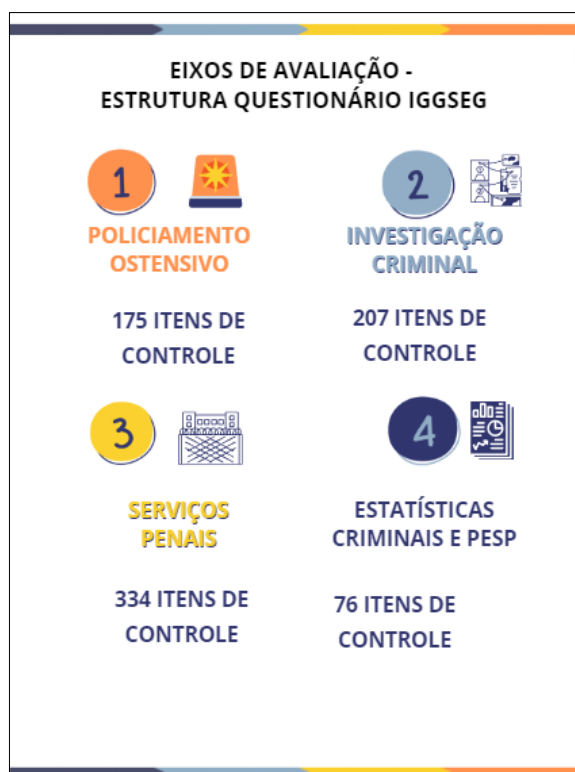 EIXOS DE AVALIAÇÃO -
ESTRUTURA QUESTIONÁRIO IGGSEG
1
POLICIAMENTO
OSTENSIVO
175 ITENS DE
CONTROLE
2
INVESTIGAÇÃO
CRIMINAL
207 ITENS DE
CONTROLE
3
SERVIÇOS
PENAIS
334 ITENS DE
CONTROLE
4
ESTATÍSTICAS
CRIMINAIS E PESP
76 ITENS DE
CONTROLE